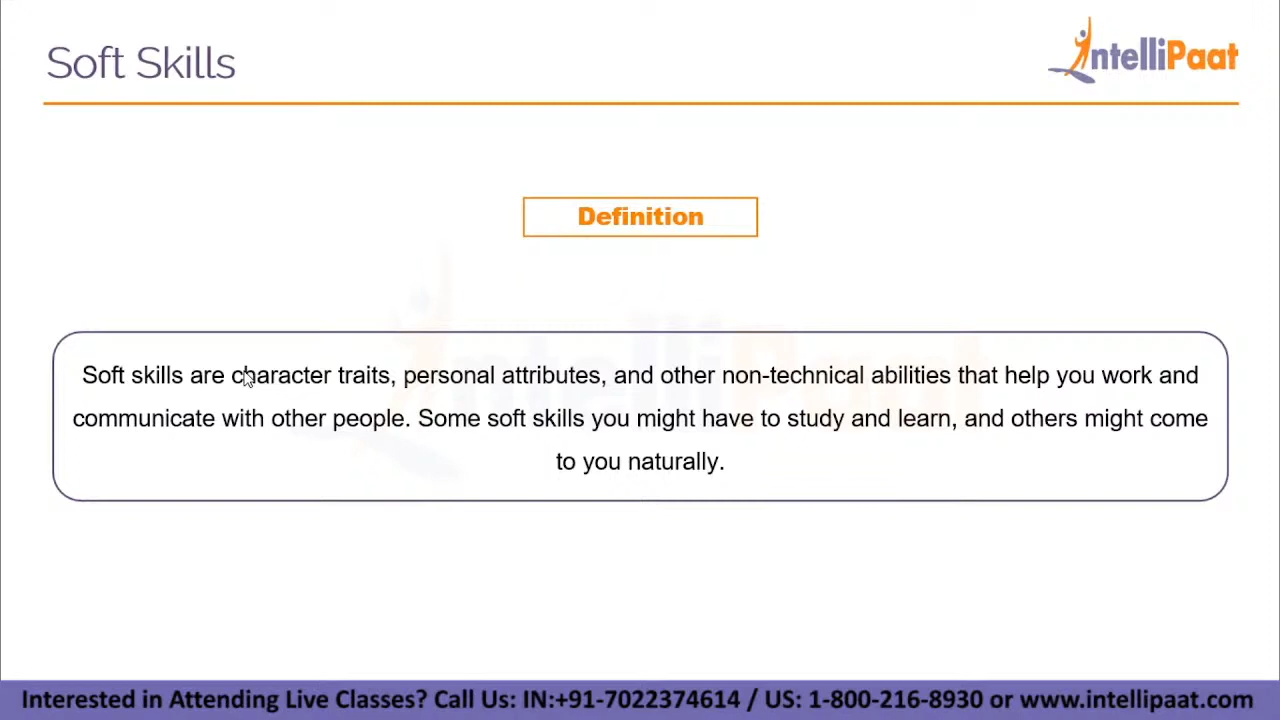 Soft Skills
IntelliPaat
Definition
IntelliPaat
Soft skills are character traits, personal attributes, and other non-technical abilities that help you work and
communicate with other people. Some soft skills you might have to study and learn, and others might come
to you naturally.
Interested in Attending Live Classes? Call Us: IN:+91-7022374614 / US: 1-800-216-8930 or www.intellipaat.com